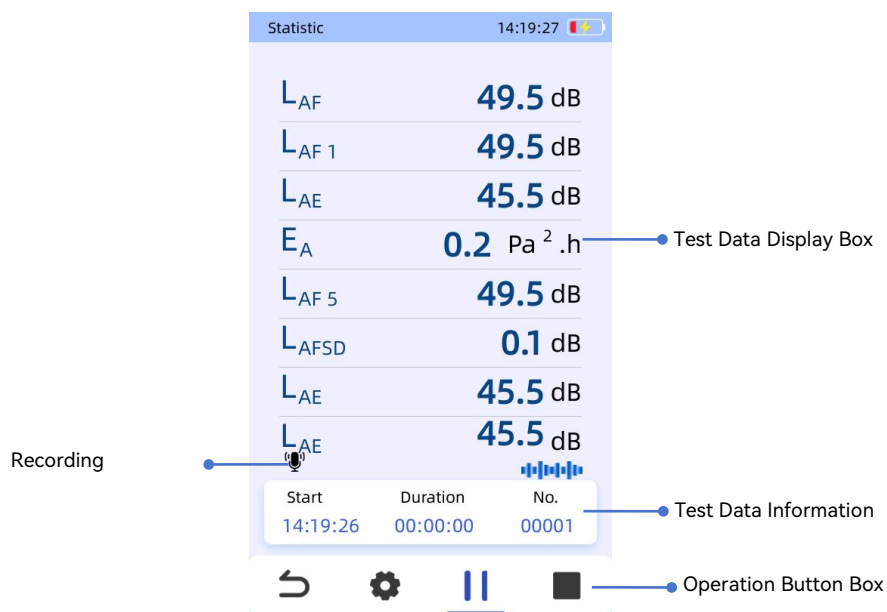 Statistic 14:19:27
LAF 49.5 dB
LAF 1 49.5 dB
LAE 45.5 dB
EA 0.2 Pa 2 .h
Test Data Display Box
LAF 5 49.5 dB
LAFSD 0.1 dB
LAE 45.5 dB
LAE 45.5 dB
Recording
Start Duration No.
14:19:26 00:00:00 00001
Test Data Information
Operation Button Box